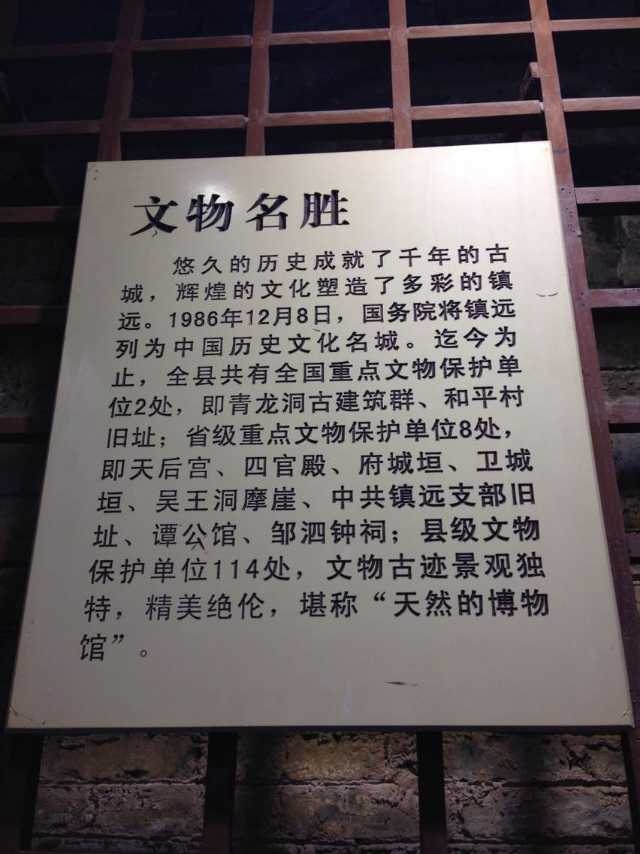 文物名胜
悠久的历史成就了千年的古
城，辉煌的文化塑造了多彩的镇
远。1986年12月8日，国务院将镇远
列为中国历史文化名城。迄今为
止，全县共有全国重点文物保护单
位2处，即青龙洞古建筑群、和平村
旧址；省级重点文物保护单位8处，
即天后宫、四官殿、府城垣、卫城
垣、吴王洞摩崖、中共镇远支部旧
址、谭公馆、邹泗钟祠；县级文物
保护单位114处，文物古迹景观独
特，精美绝伦，堪称“天然的博物
馆”。